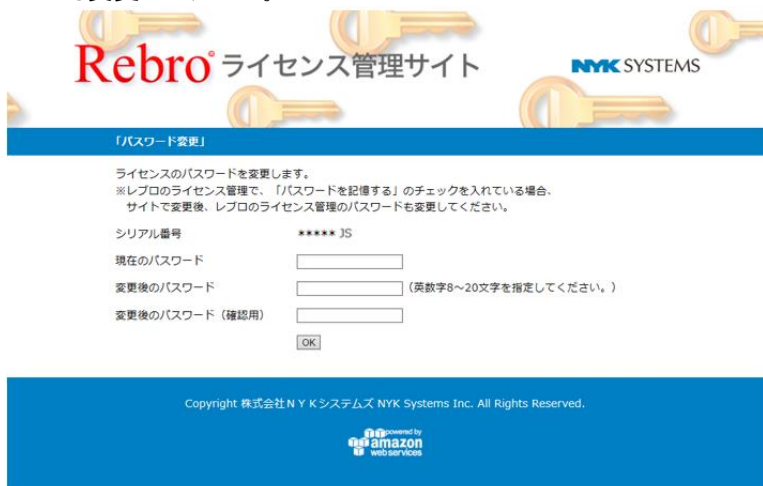 Rebro® ライセンス管理サイト
NYK SYSTEMS
「パスワード変更」
ライセンスのパスワードを変更します。
※レブロのライセンス管理で、「パスワードを記憶する」のチェックを入れている場合、
サイトで変更後、レブロのライセンス管理のパスワードも変更してください。
シリアル番号 ***** JS
現在のパスワード
変更後のパスワード (英数字8～20文字を指定してください。)
変更後のパスワード（確認用）
OK
Copyright 株式会社ＮＹＫシステムズ NYK Systems Inc. All Rights Reserved.
powered by
amazon
web services